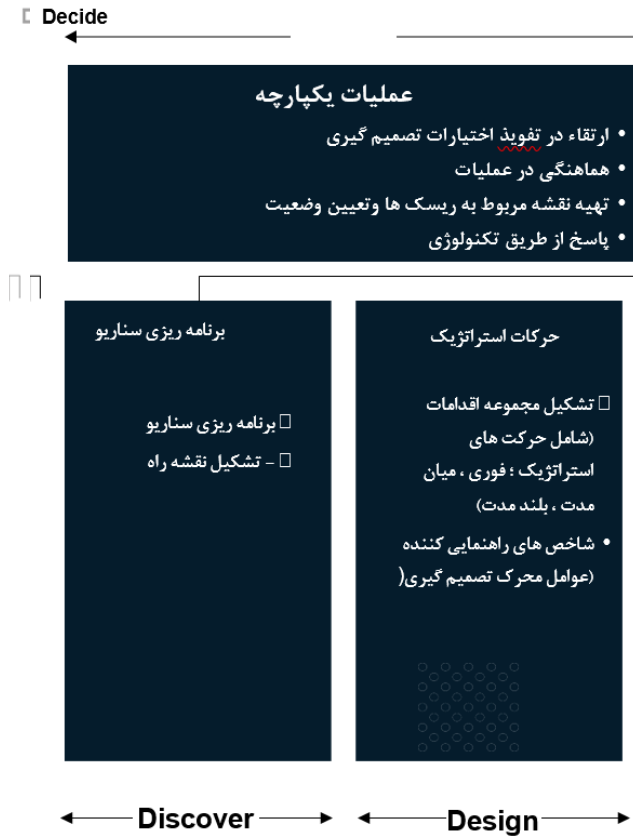 Decide
عملیات یکپارچه
• ارتقاء در تفویذ اختیارات تصمیم گیری
• هماهنگی در عملیات
• تهیه نقشه مربوط به ریسک ها وتعیین وضعیت
• پاسخ از طریق تکنولوژی
حرکات استراتژیک
تشکیل مجموعه اقدامات
(شامل حرکت های
استراتژیک ؛ فوری ، میان
مدت ، بلند مدت)
• شاخص های راهنمایی کننده
(عوامل محرک تصمیم گیری(
برنامه ریزی سناریو
برنامه ریزی سناریو
– تشکیل نقشه راه
Discover
Design